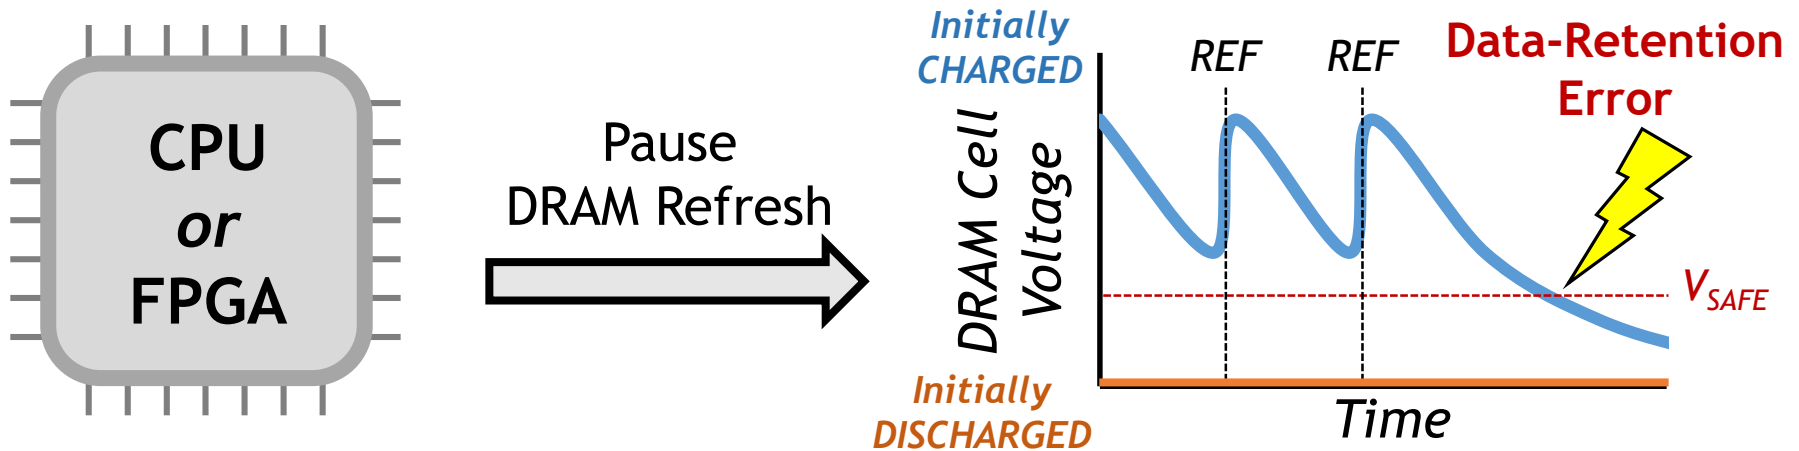 CPU
or
FPGA
Pause
DRAM Refresh
Initially
CHARGED
DRAM Cell
Voltage
Initially
DISCHARGED
REF
REF
Data-Retention
Error
VSAFE
Time